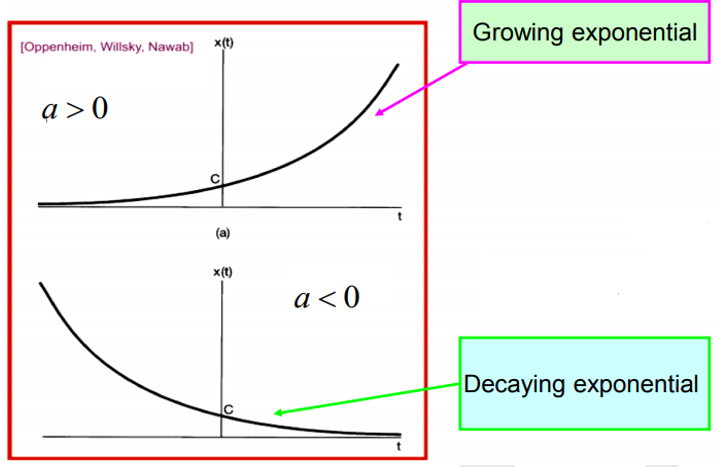 Growing exponential
[Oppenheim, Willsky, Nawab]
x(t)
a > 0
C
t
(a)
x(t)
a < 0
Decaying exponential
C
t